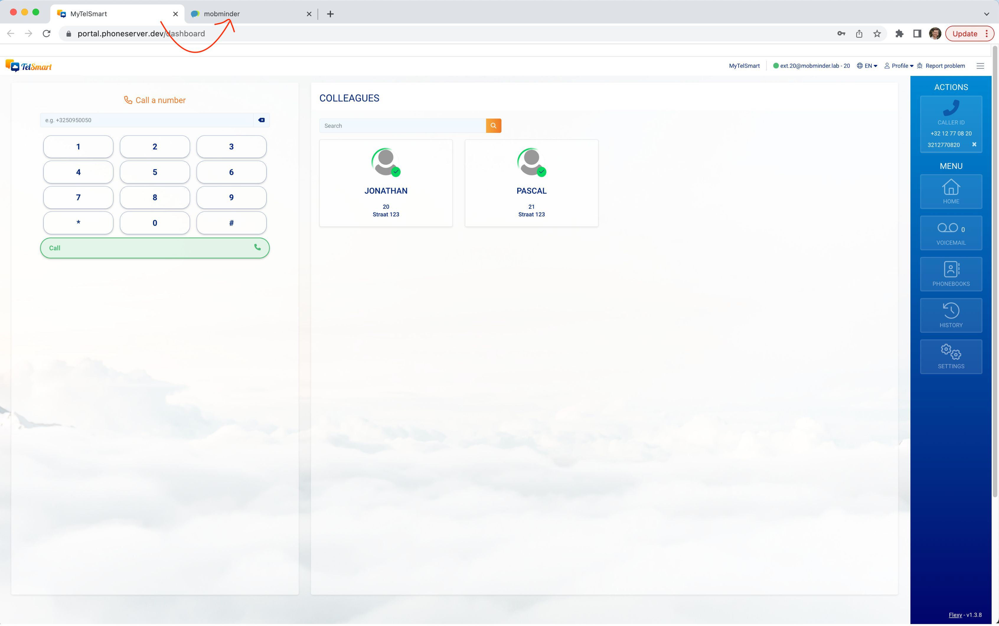 MyTelSmart
mobminder
portal.phoneserver.dev/dashboard
Update
TelSmart
MyTelSmart
ext.20@mobminder.lab - 20
EN
Profile
Report problem
Call a number
e.g. +3250950050
1 2 3
4 5 6
7 8 9
* 0 #
Call
COLLEAGUES
Search
JONATHAN
20
Straat 123
PASCAL
21
Straat 123
ACTIONS
CALLER ID
+32 12 77 08 20
3212770820
MENU
HOME
0
VOICEMAIL
PHONEBOOKS
HISTORY
SETTINGS
Flexy - v1.3.8